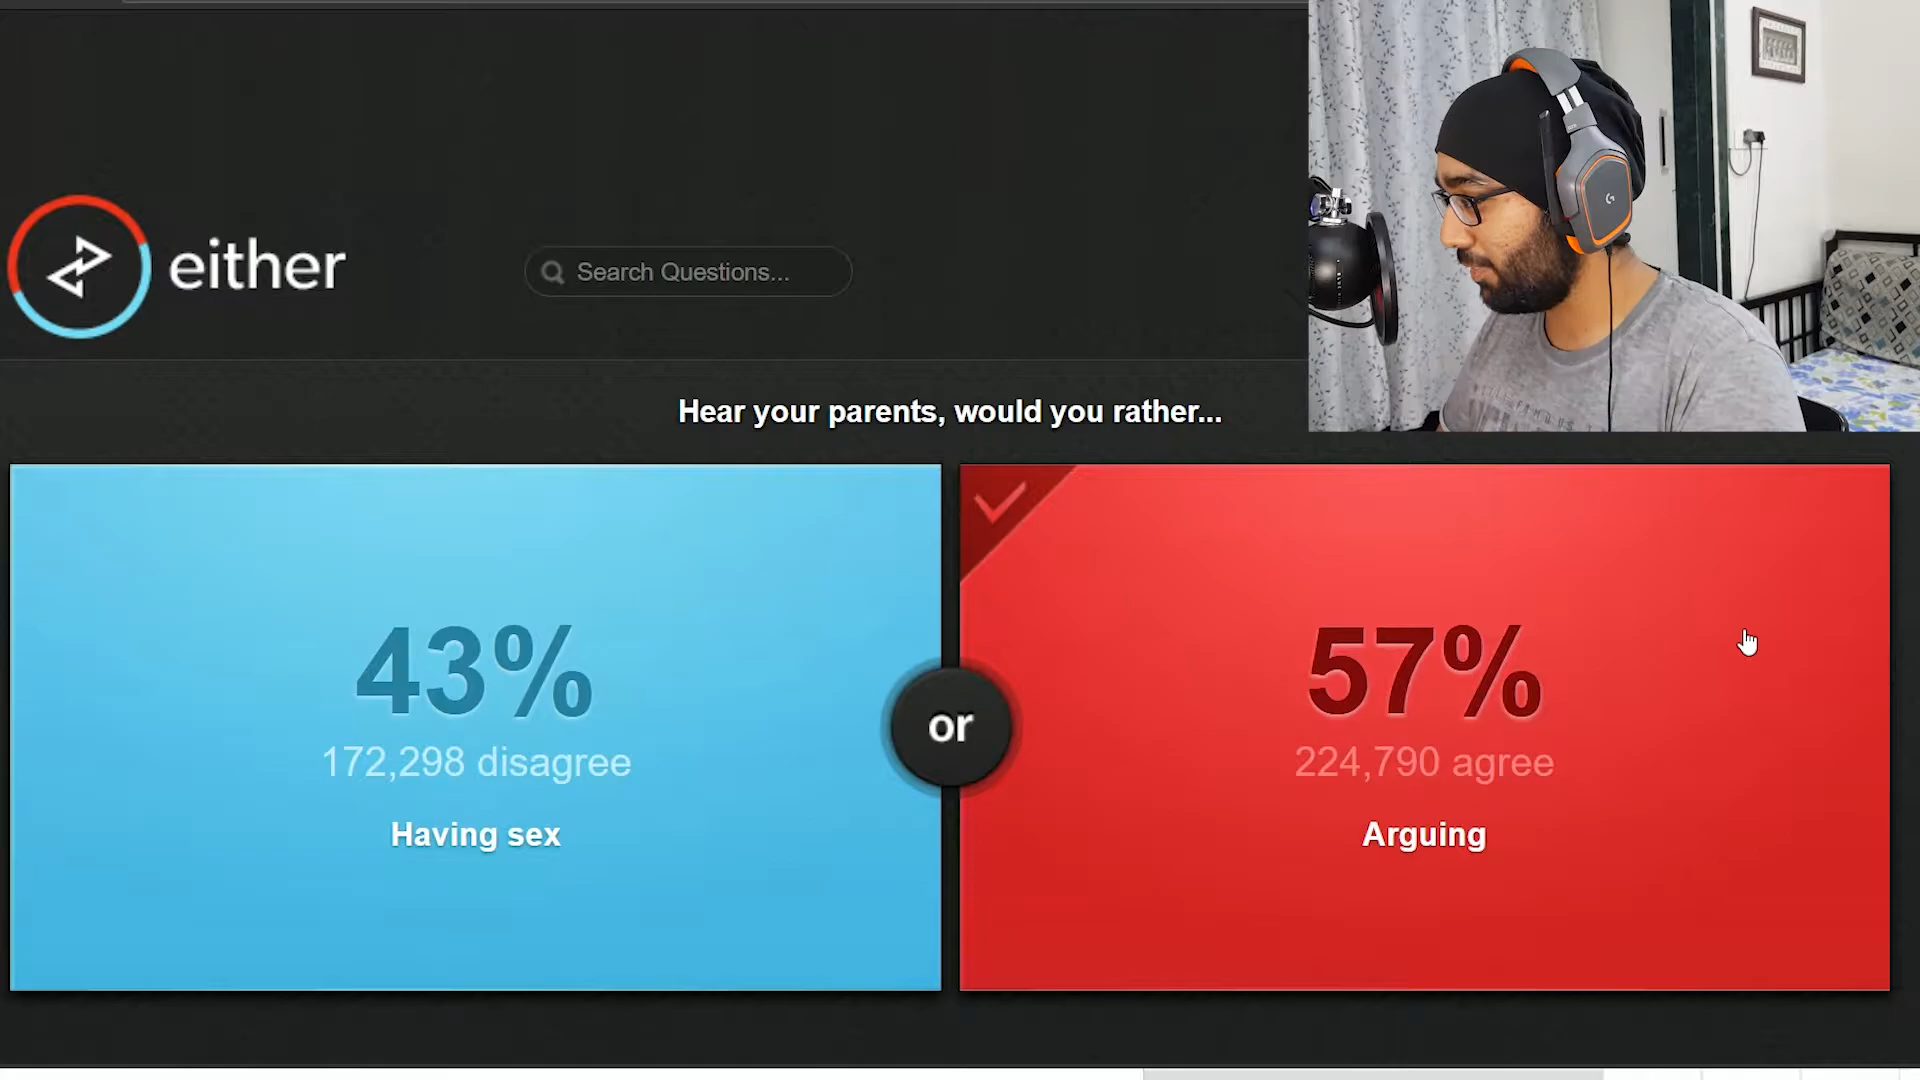 either
Search Questions...
Hear your parents, would you rather...
43%
172,298 disagree
Having sex
or
57%
224,790 agree
Arguing